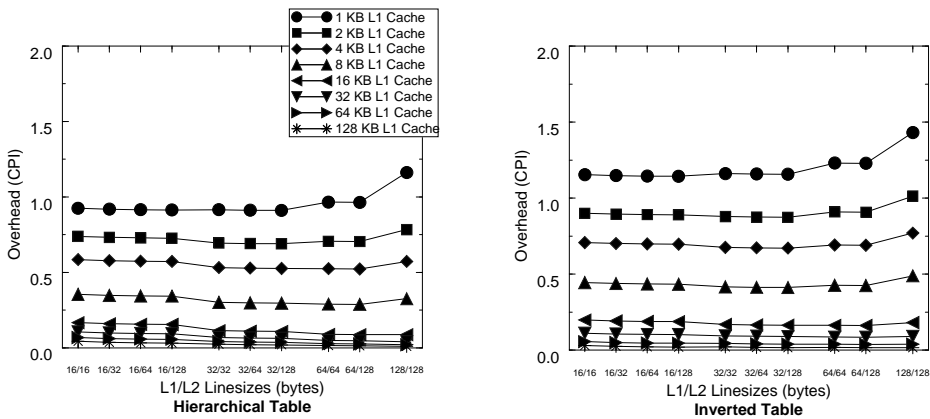 1 KB L1 Cache
2 KB L1 Cache
4 KB L1 Cache
8 KB L1 Cache
16 KB L1 Cache
32 KB L1 Cache
64 KB L1 Cache
128 KB L1 Cache
2.0
1.5
1.0
0.5
0.0
Overhead (CPI)
16/16 16/32 16/64 16/128 32/32 32/64 32/128 64/64 64/128 128/128
L1/L2 Linesizes (bytes)
Hierarchical Table
2.0
1.5
1.0
0.5
0.0
Overhead (CPI)
16/16 16/32 16/64 16/128 32/32 32/64 32/128 64/64 64/128 128/128
L1/L2 Linesizes (bytes)
Inverted Table